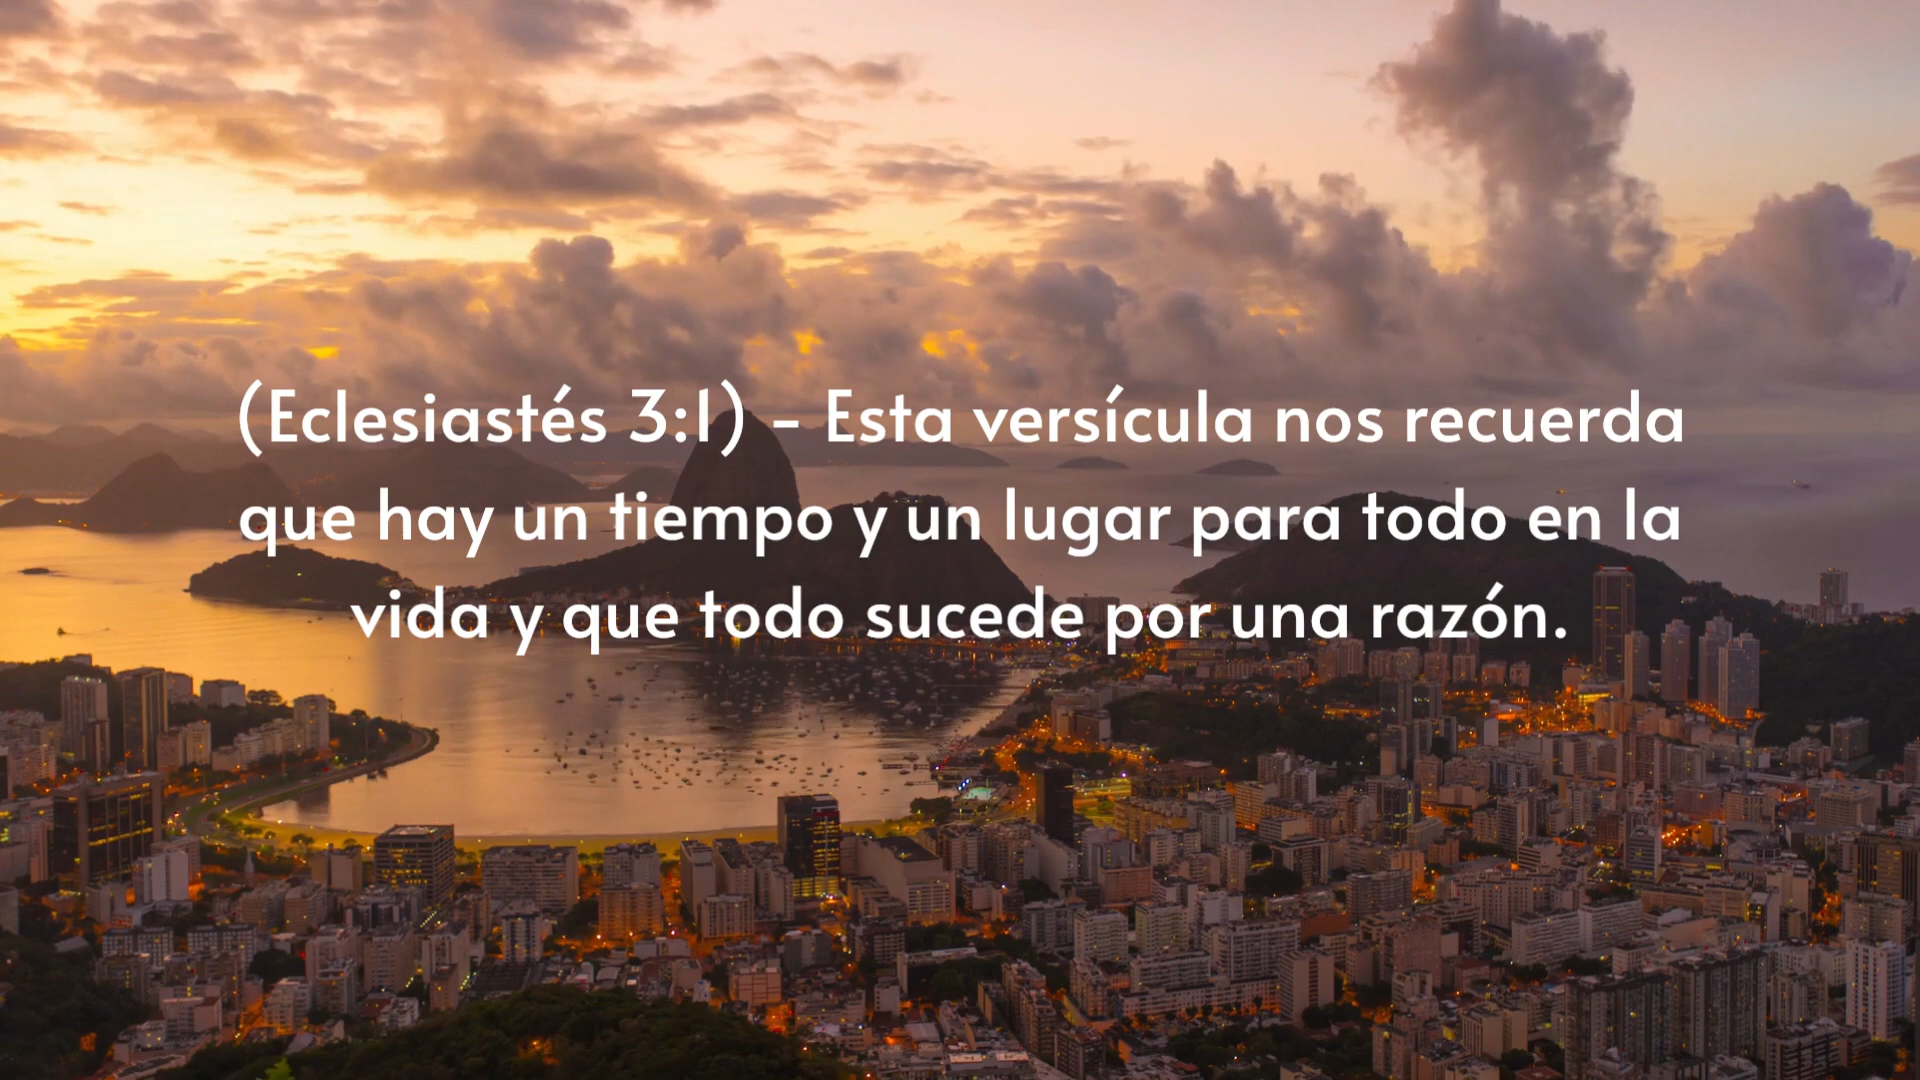 (Eclesiastés 3:1) - Esta versícula nos recuerda
que hay un tiempo y un lugar para todo en la
vida y que todo sucede por una razón.